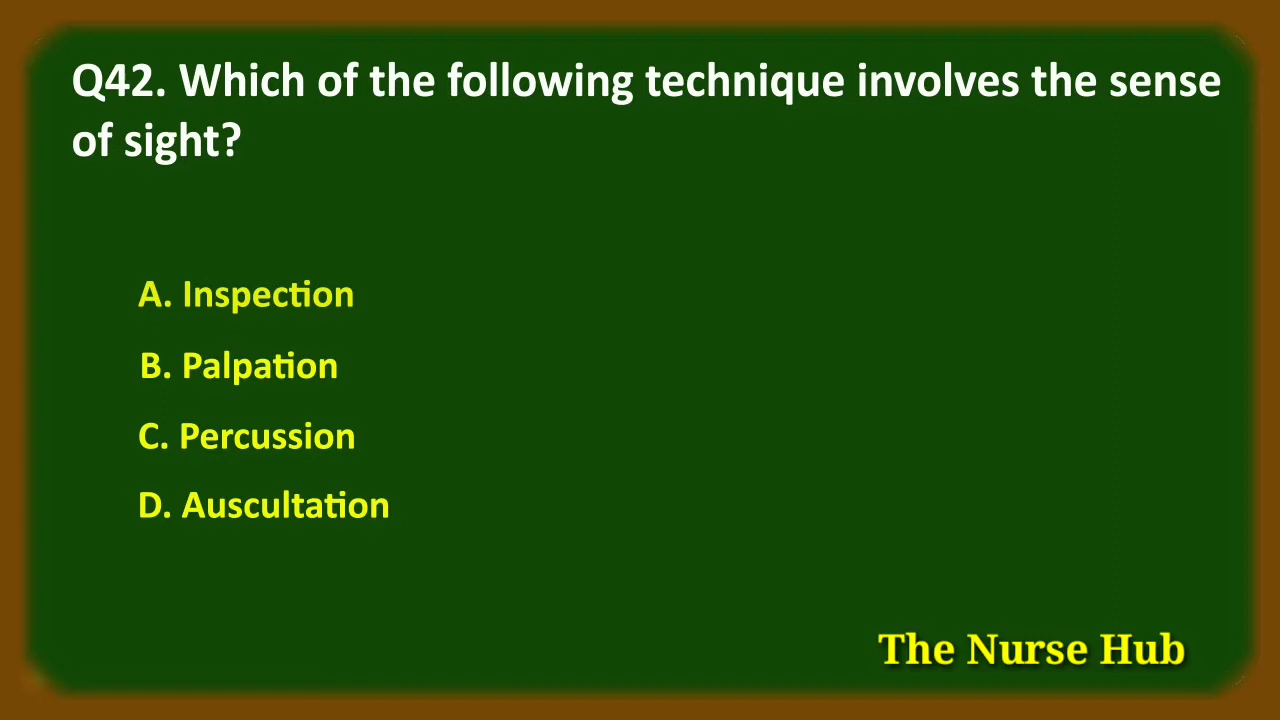 Q42. Which of the following technique involves the sense
of sight?
A. Inspection
B. Palpation
C. Percussion
D. Auscultation
The Nurse Hub